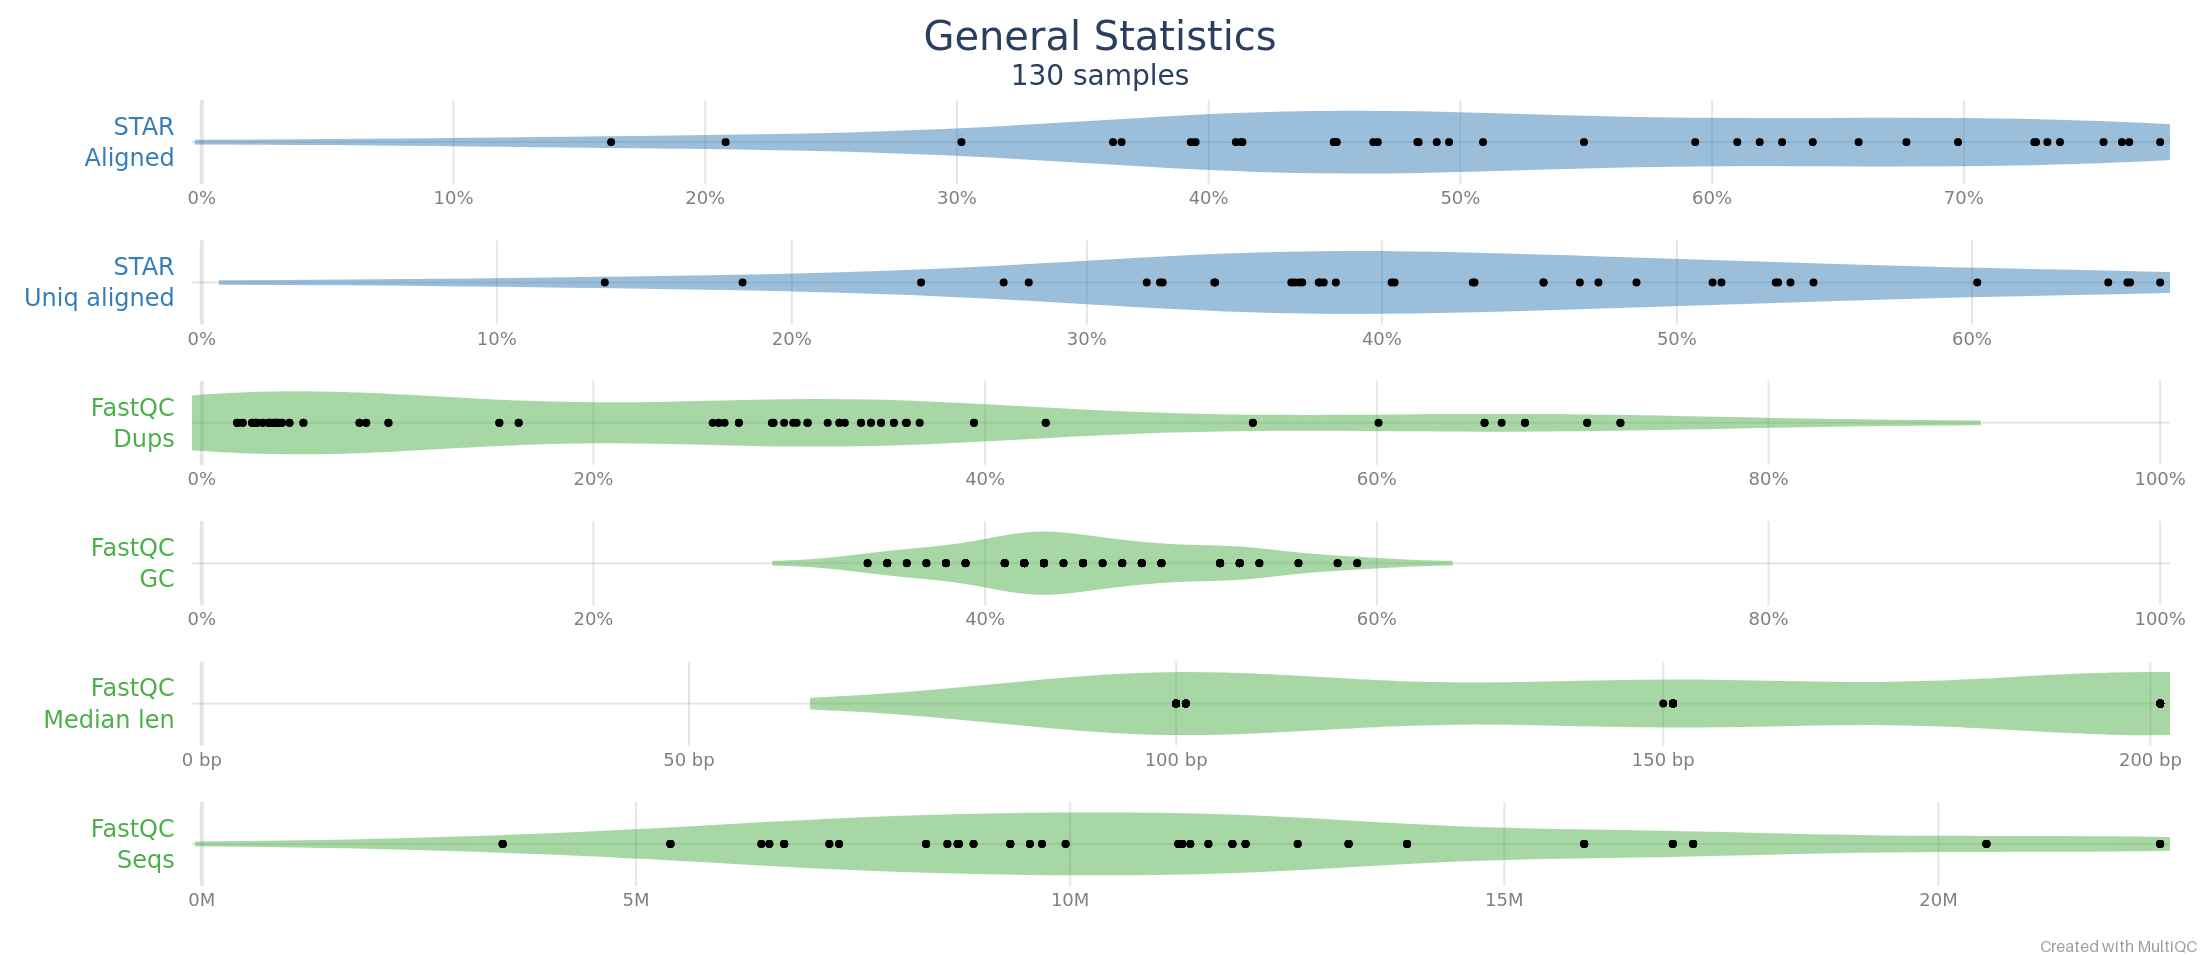 General Statistics
130 samples
STAR
Aligned
0% 10% 20% 30% 40% 50% 60% 70%
STAR
Uniq aligned
0% 10% 20% 30% 40% 50% 60%
FastQC
Dups
0% 20% 40% 60% 80% 100%
FastQC
GC
0% 20% 40% 60% 80% 100%
FastQC
Median len
0 bp 50 bp 100 bp 150 bp 200 bp
FastQC
Seqs
0M 5M 10M 15M 20M
Created with MultiQC